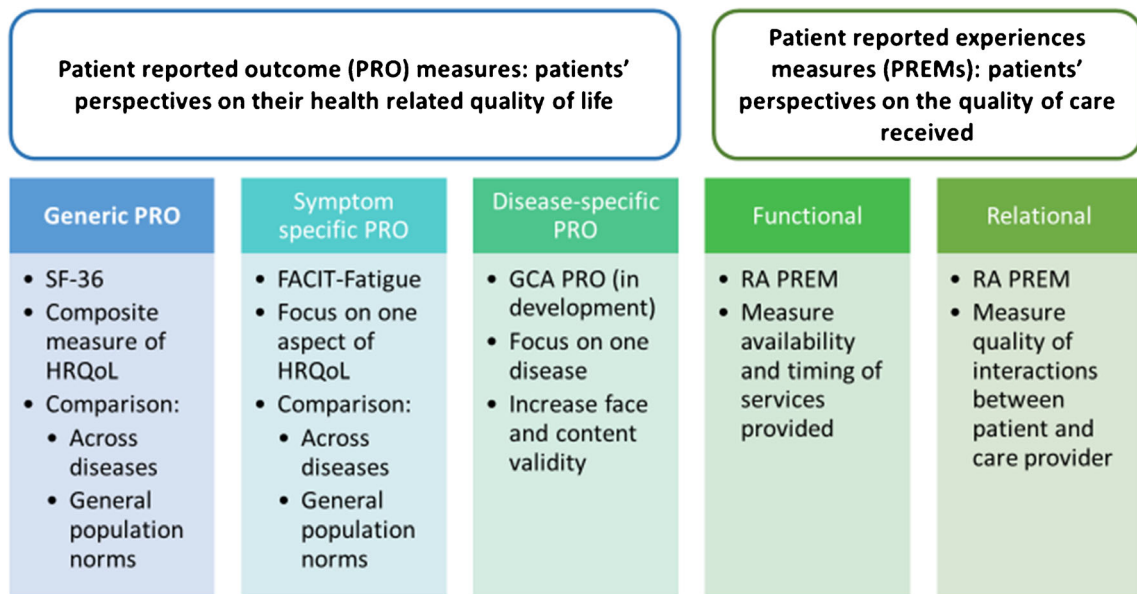 Patient reported outcome (PRO) measures: patients'
perspectives on their health related quality of life
Patient reported experiences
measures (PREMs): patients'
perspectives on the quality of care
received
Generic PRO
• SF-36
• Composite
measure of
HRQoL
• Comparison:
• Across
diseases
• General
population
norms
Symptom
specific PRO
• FACIT-Fatigue
• Focus on one
aspect of
HRQoL
• Comparison:
• Across
diseases
• General
population
norms
Disease-specific
PRO
• GCA PRO (in
development)
• Focus on one
disease
• Increase face
and content
validity
Functional
• RA PREM
• Measure
availability
and timing of
services
provided
Relational
• RA PREM
• Measure
quality of
interactions
between
patient and
care provider